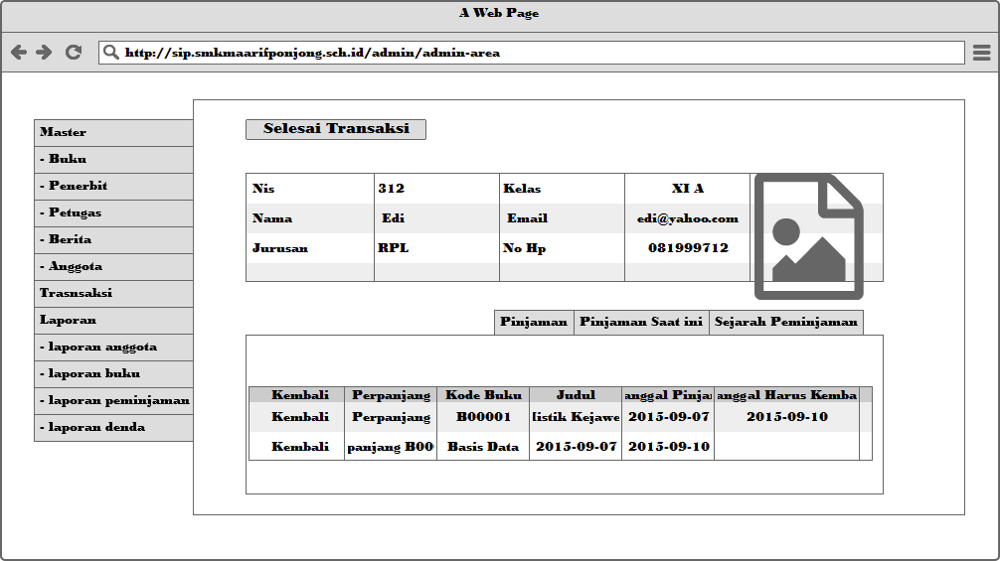 A Web Page
http://sip.smkmaarifponjong.sch.id/admin/admin-area
Master
- Buku
- Penerbit
- Petugas
- Berita
- Anggota
Trasnsaksi
Laporan
- laporan anggota
- laporan buku
- laporan peminjaman
- laporan denda
Selesai Transaksi
Nis 312 Kelas XI A
Nama Edi Email edi@yahoo.com
Jurusan RPL No Hp 081999712
Pinjaman Pinjaman Saat ini Sejarah Peminjaman
Kembali Perpanjang Kode Buku Judul anggal Pinja anggal Harus Kemba
Kembali Perpanjang B00001 listik Kejawe 2015-09-07 2015-09-10
Kembali panjang B00 Basis Data 2015-09-07 2015-09-10